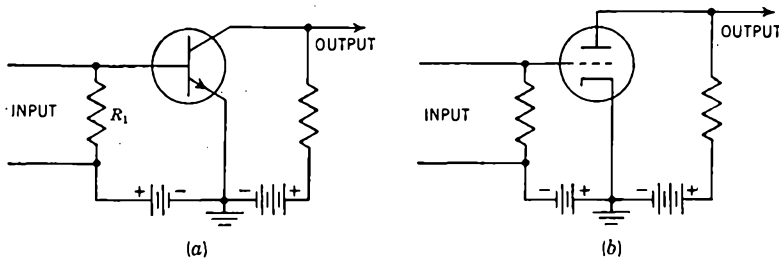 OUTPUT
INPUT
R₁
+ - - +
(a)
OUTPUT
INPUT
- + - +
(b)